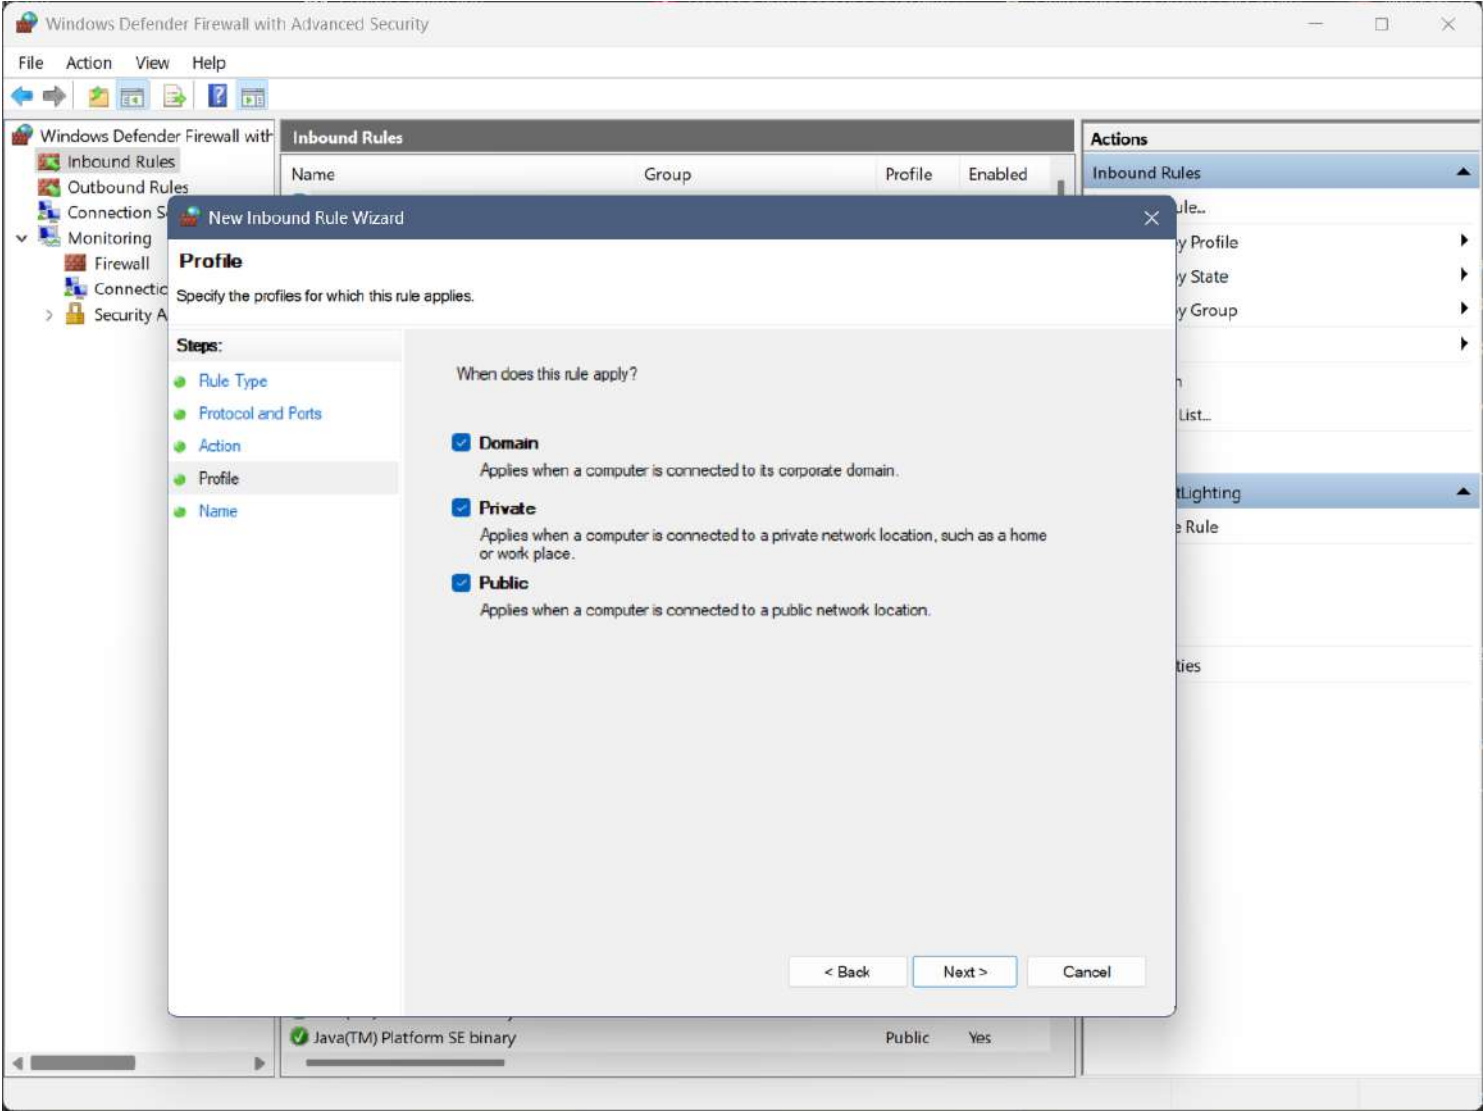 Windows Defender Firewall with Advanced Security
File Action View Help
Windows Defender Firewall with
Inbound Rules
Outbound Rules
Connection S
Monitoring
Firewall
Connectic
Security A
Inbound Rules
Name Group Profile Enabled
New Inbound Rule Wizard
Profile
Specify the profiles for which this rule applies.
Steps:
Rule Type
Protocol and Ports
Action
Profile
Name
When does this rule apply?
Domain
Applies when a computer is connected to its corporate domain.
Private
Applies when a computer is connected to a private network location, such as a home
or work place.
Public
Applies when a computer is connected to a public network location.
< Back Next > Cancel
Java(TM) Platform SE binary Public Yes
Actions
Inbound Rules
ule...
y Profile
y State
y Group
n
List...
tLighting
e Rule
ties